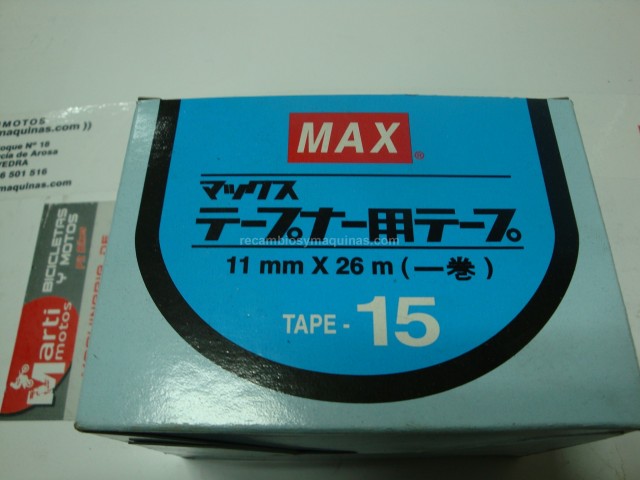 MAX®
マックス
テープナー用テープ
recambiosymaquinas.com
11 mm X 26 m (一巻)
TAPE - 15
MOTOS
maquinas.com ))
oque Nº 18
cía de Arosa
VEDRA
6 501 516
maquinas.com
BICICLETAS
Y MOTOS
Marti
motos